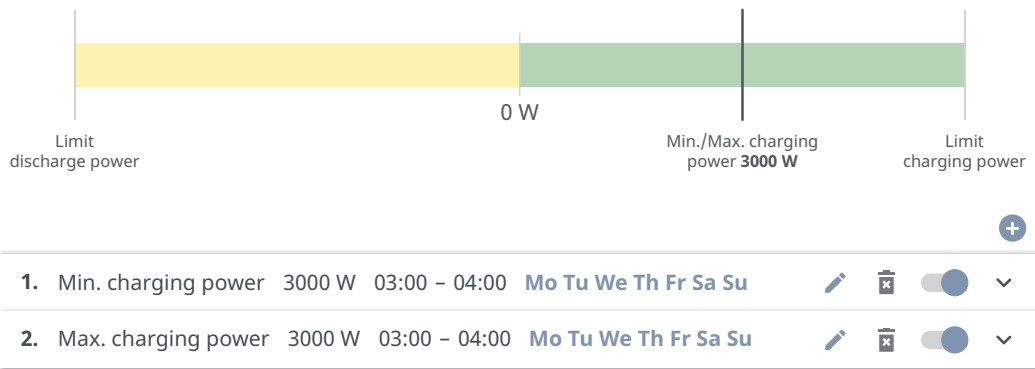 0 W
Limit
discharge power
Min./Max. charging
power 3000 W
Limit
charging power
1. Min. charging power 3000 W 03:00 – 04:00 Mo Tu We Th Fr Sa Su
2. Max. charging power 3000 W 03:00 – 04:00 Mo Tu We Th Fr Sa Su